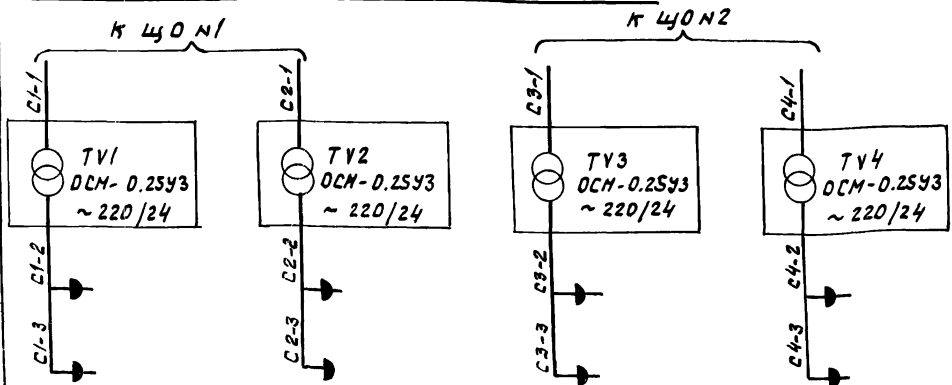 К ЩО №1
К ЩО №2
С1-1
С2-1
С3-1
С4-1
TV1
ОСМ-0.25У3
~220/24
TV2
ОСМ-0.25У3
~220/24
TV3
ОСМ-0.25У3
~220/24
TV4
ОСМ-0.25У3
~220/24
С1-2
С2-2
С3-2
С4-2
С1-3
С2-3
С3-3
С4-3